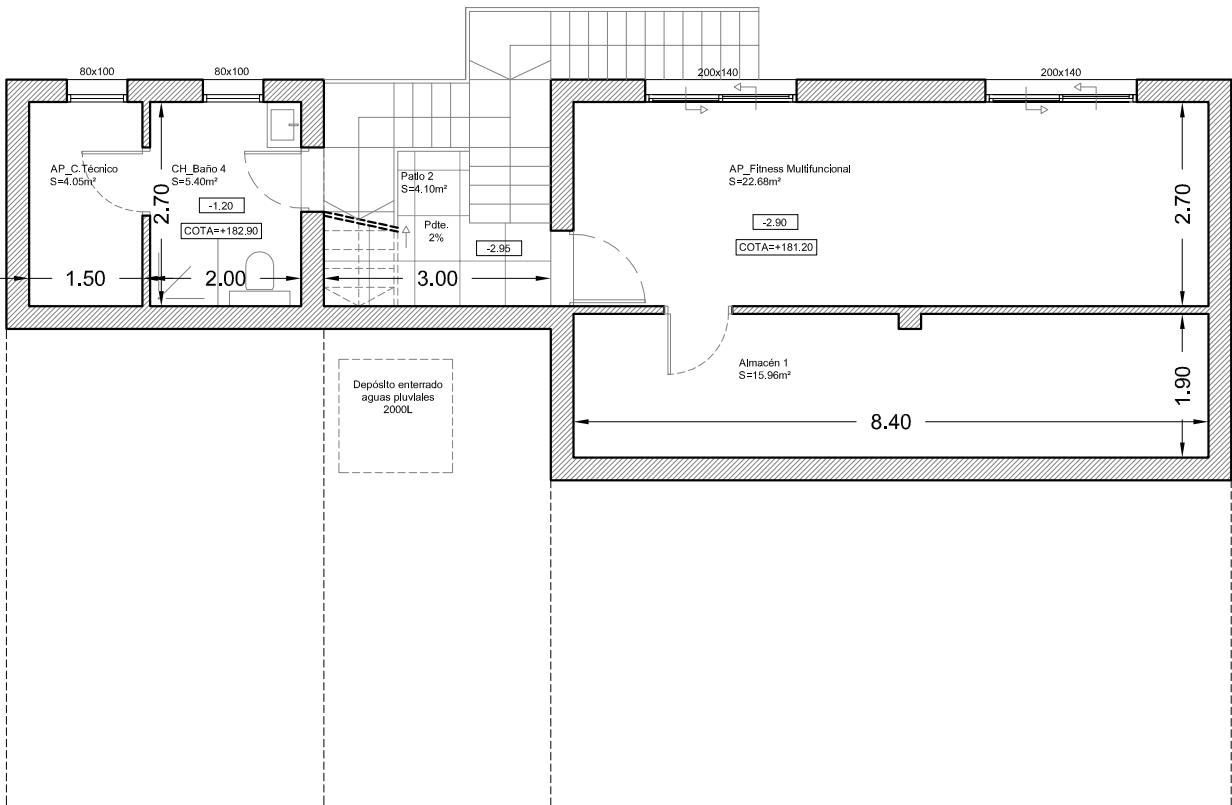 80x100
80x100
200x140
200x140
AP_C.Técnico
S=4.05m²
CH_Baño 4
S=5.40m²
-1.20
COTA=+182.90
2.70
1.50
2.00
Patio 2
S=4.10m²
Pdte.
2%
-2.95
3.00
AP_Fitness Multifuncional
S=22.68m²
-2.90
COTA=+181.20
2.70
Almacén 1
S=15.96m²
1.90
8.40
Depósito enterrado
aguas pluviales
2000L